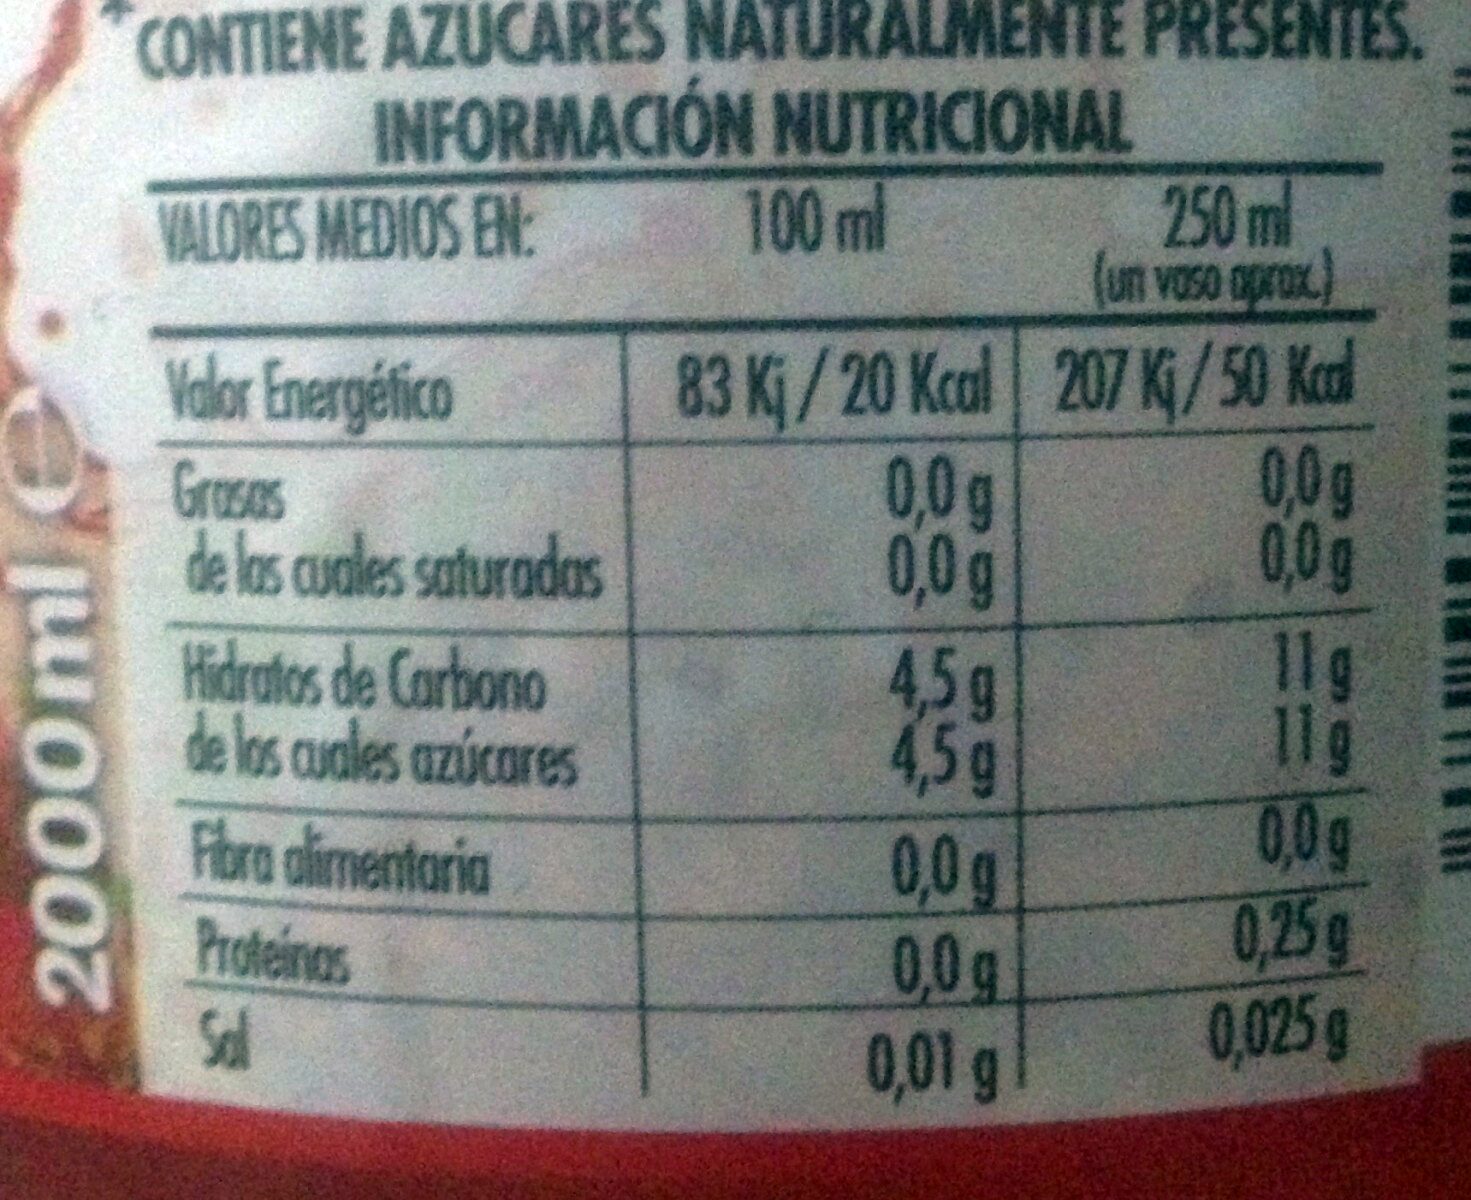 *CONTIENE AZÚCARES NATURALMENTE PRESENTES.
INFORMACIÓN NUTRICIONAL
VALORES MEDIOS EN: 100 ml 250 ml
(un vaso aprox.)
Valor Energético 83 Kj / 20 Kcal 207 Kj / 50 Kcal
Grasas 0,0 g 0,0 g
de las cuales saturadas 0,0 g 0,0 g
Hidratos de Carbono 4,5 g 11 g
de los cuales azúcares 4,5 g 11 g
Fibra alimentaria 0,0 g 0,0 g
Proteínas 0,0 g 0,25 g
Sal 0,01 g 0,025 g
2000 ml e